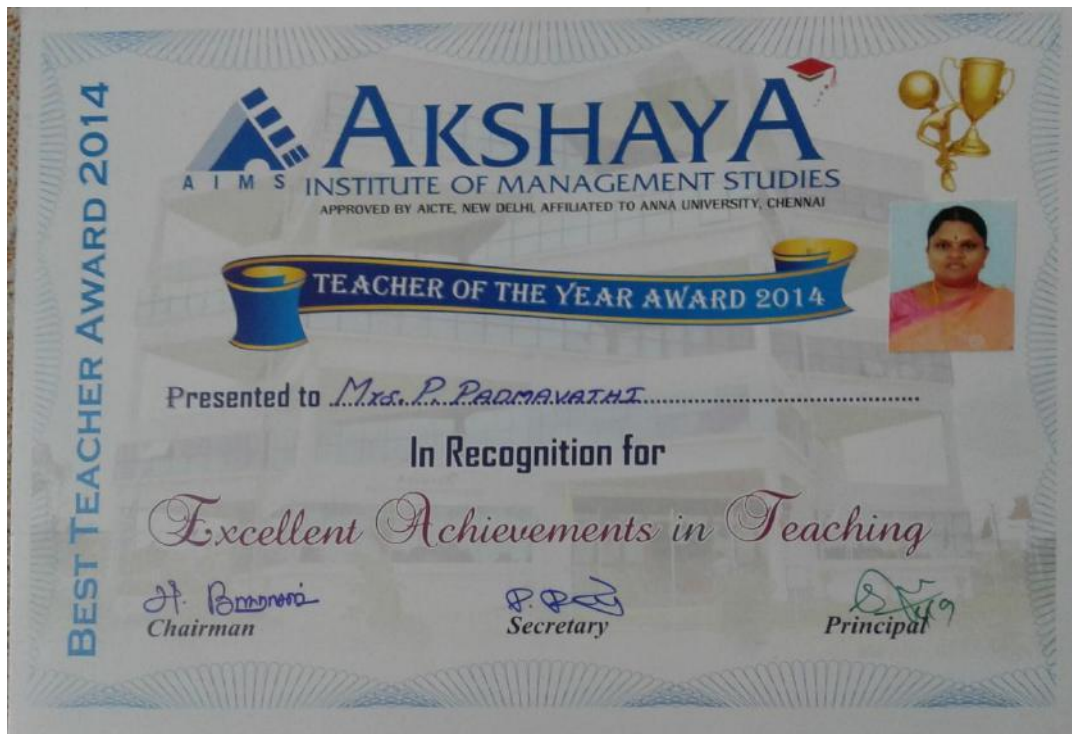 BEST TEACHER AWARD 2014
AKSHAYA
AIMS
INSTITUTE OF MANAGEMENT STUDIES
APPROVED BY AICTE, NEW DELHI, AFFILIATED TO ANNA UNIVERSITY, CHENNAI
TEACHER OF THE YEAR AWARD 2014
Presented to Mrs. P. PADMAVATHI
In Recognition for
Excellent Achievements in Teaching
Chairman
Secretary
Principal